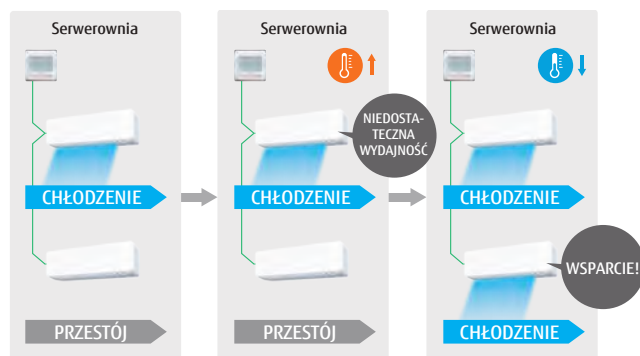 Serwerownia
CHŁODZENIE
PRZESTÓJ
Serwerownia
NIEDOSTA-
TECZNA
WYDAJNOŚĆ
CHŁODZENIE
PRZESTÓJ
Serwerownia
CHŁODZENIE
WSPARCIE!
CHŁODZENIE